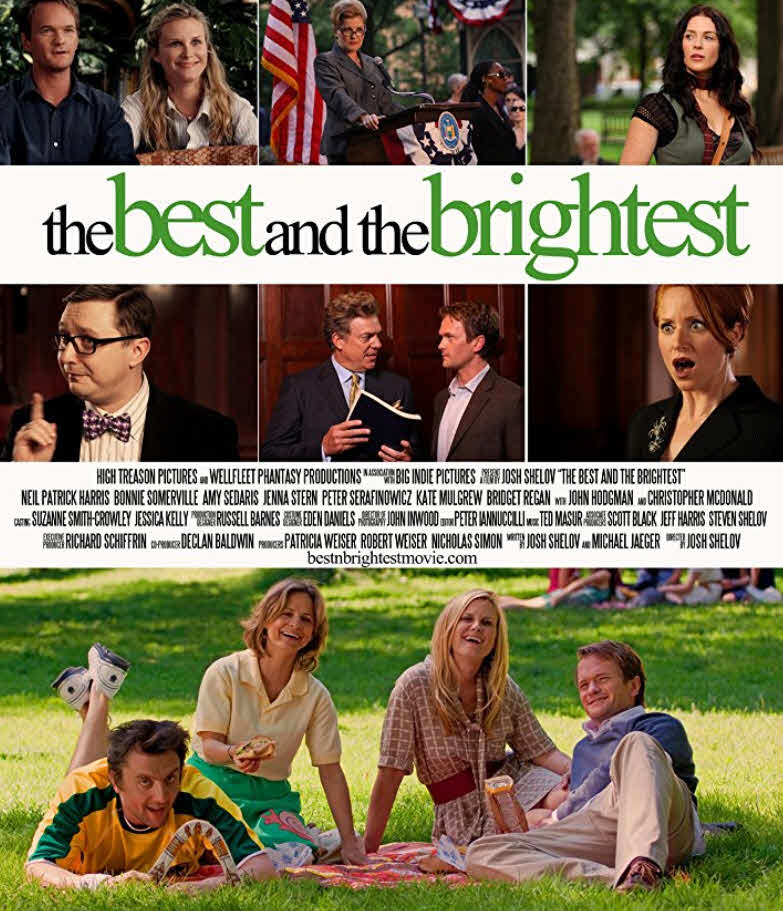 the best and the brightest
HIGH TREASON PICTURES AND WELLFLEET PHANTASY PRODUCTIONS IN ASSOCIATION WITH BIG INDIE PICTURES PRESENT A FILM BY JOSH SHELOV "THE BEST AND THE BRIGHTEST"
NEIL PATRICK HARRIS BONNIE SOMERVILLE AMY SEDARIS JENNA STERN PETER SERAFINOWICZ KATE MULGREW BRIDGET REGAN WITH JOHN HODGMAN AND CHRISTOPHER MCDONALD
CASTING SUZANNE SMITH-CROWLEY JESSICA KELLY PRODUCTION DESIGNER RUSSELL BARNES COSTUME DESIGNER EDEN DANIELS DIRECTOR OF PHOTOGRAPHY JOHN INWOOD EDITOR PETER IANNUCCILLI MUSIC TED MASUR ASSOCIATE PRODUCERS SCOTT BLACK JEFF HARRIS STEVEN SHELOV
EXECUTIVE PRODUCER RICHARD SCHIFFRIN CO-PRODUCER DECLAN BALDWIN PRODUCERS PATRICIA WEISER ROBERT WEISER NICHOLAS SIMON WRITTEN BY JOSH SHELOV AND MICHAEL JAEGER DIRECTED BY JOSH SHELOV
bestnbrightestmovie.com